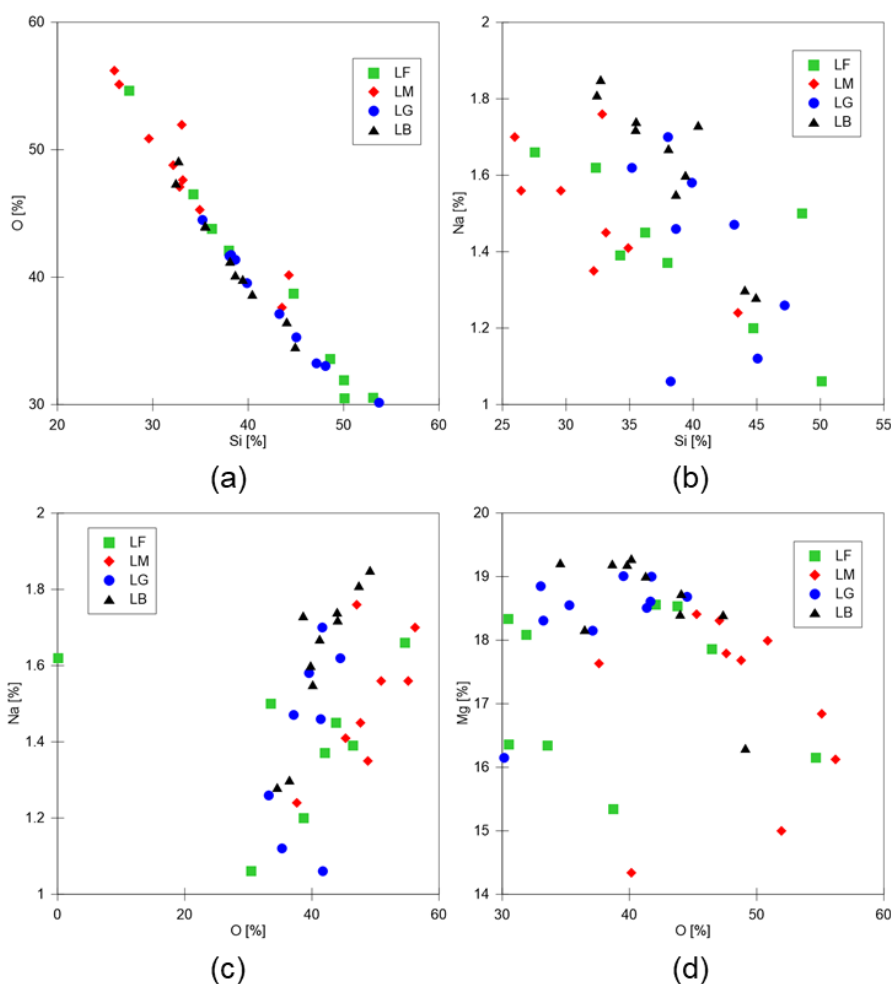 60
50
40
30
20
30
40
50
60
O [%]
Si [%]
LF
LM
LG
LB
(a)
2
1.8
1.6
1.4
1.2
1
25
30
35
40
45
50
55
Na [%]
Si [%]
LF
LM
LG
LB
(b)
2
1.8
1.6
1.4
1.2
1
0
20
40
60
Na [%]
O [%]
LF
LM
LG
LB
(c)
20
19
18
17
16
15
14
30
40
50
60
Mg [%]
O [%]
LF
LM
LG
LB
(d)